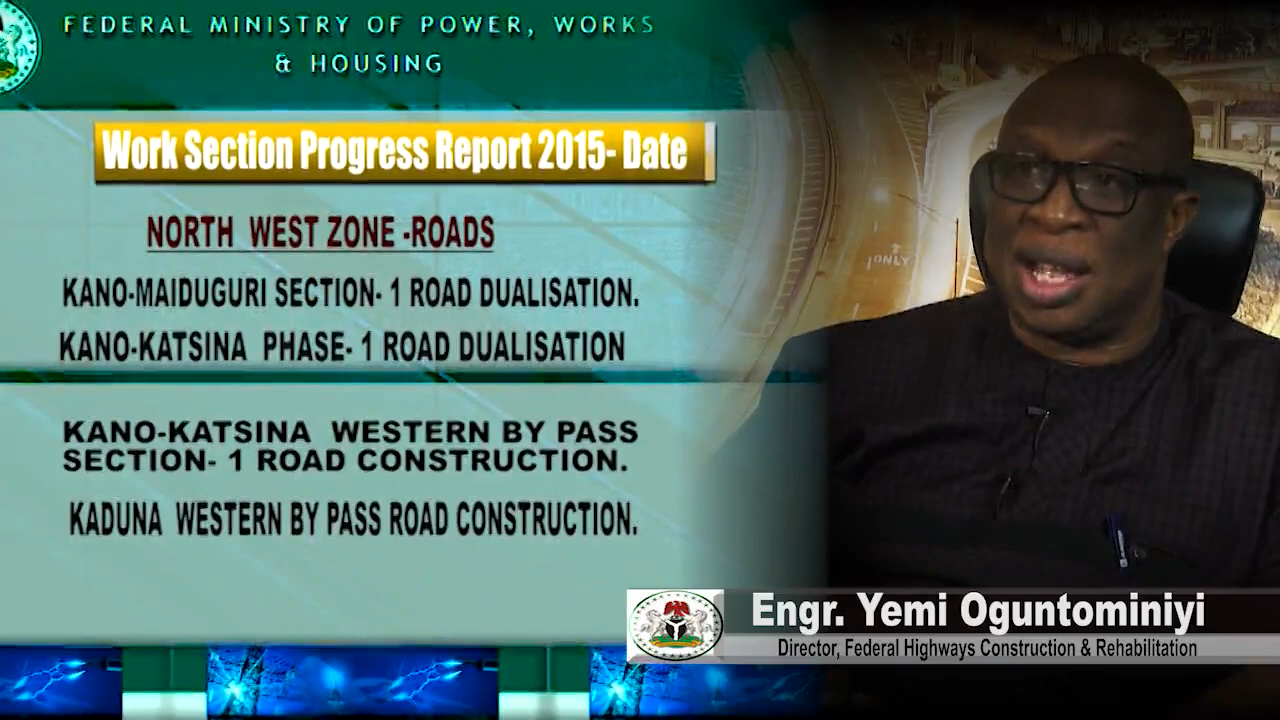 FEDERAL MINISTRY OF POWER, WORKS
& HOUSING
Work Section Progress Report 2015- Date
NORTH WEST ZONE -ROADS
KANO-MAIDUGURI SECTION- 1 ROAD DUALISATION.
KANO-KATSINA PHASE- 1 ROAD DUALISATION
KANO-KATSINA WESTERN BY PASS
SECTION- 1 ROAD CONSTRUCTION.
KADUNA WESTERN BY PASS ROAD CONSTRUCTION.
ONLY
Engr. Yemi Oguntominiyi
Director, Federal Highways Construction & Rehabilitation